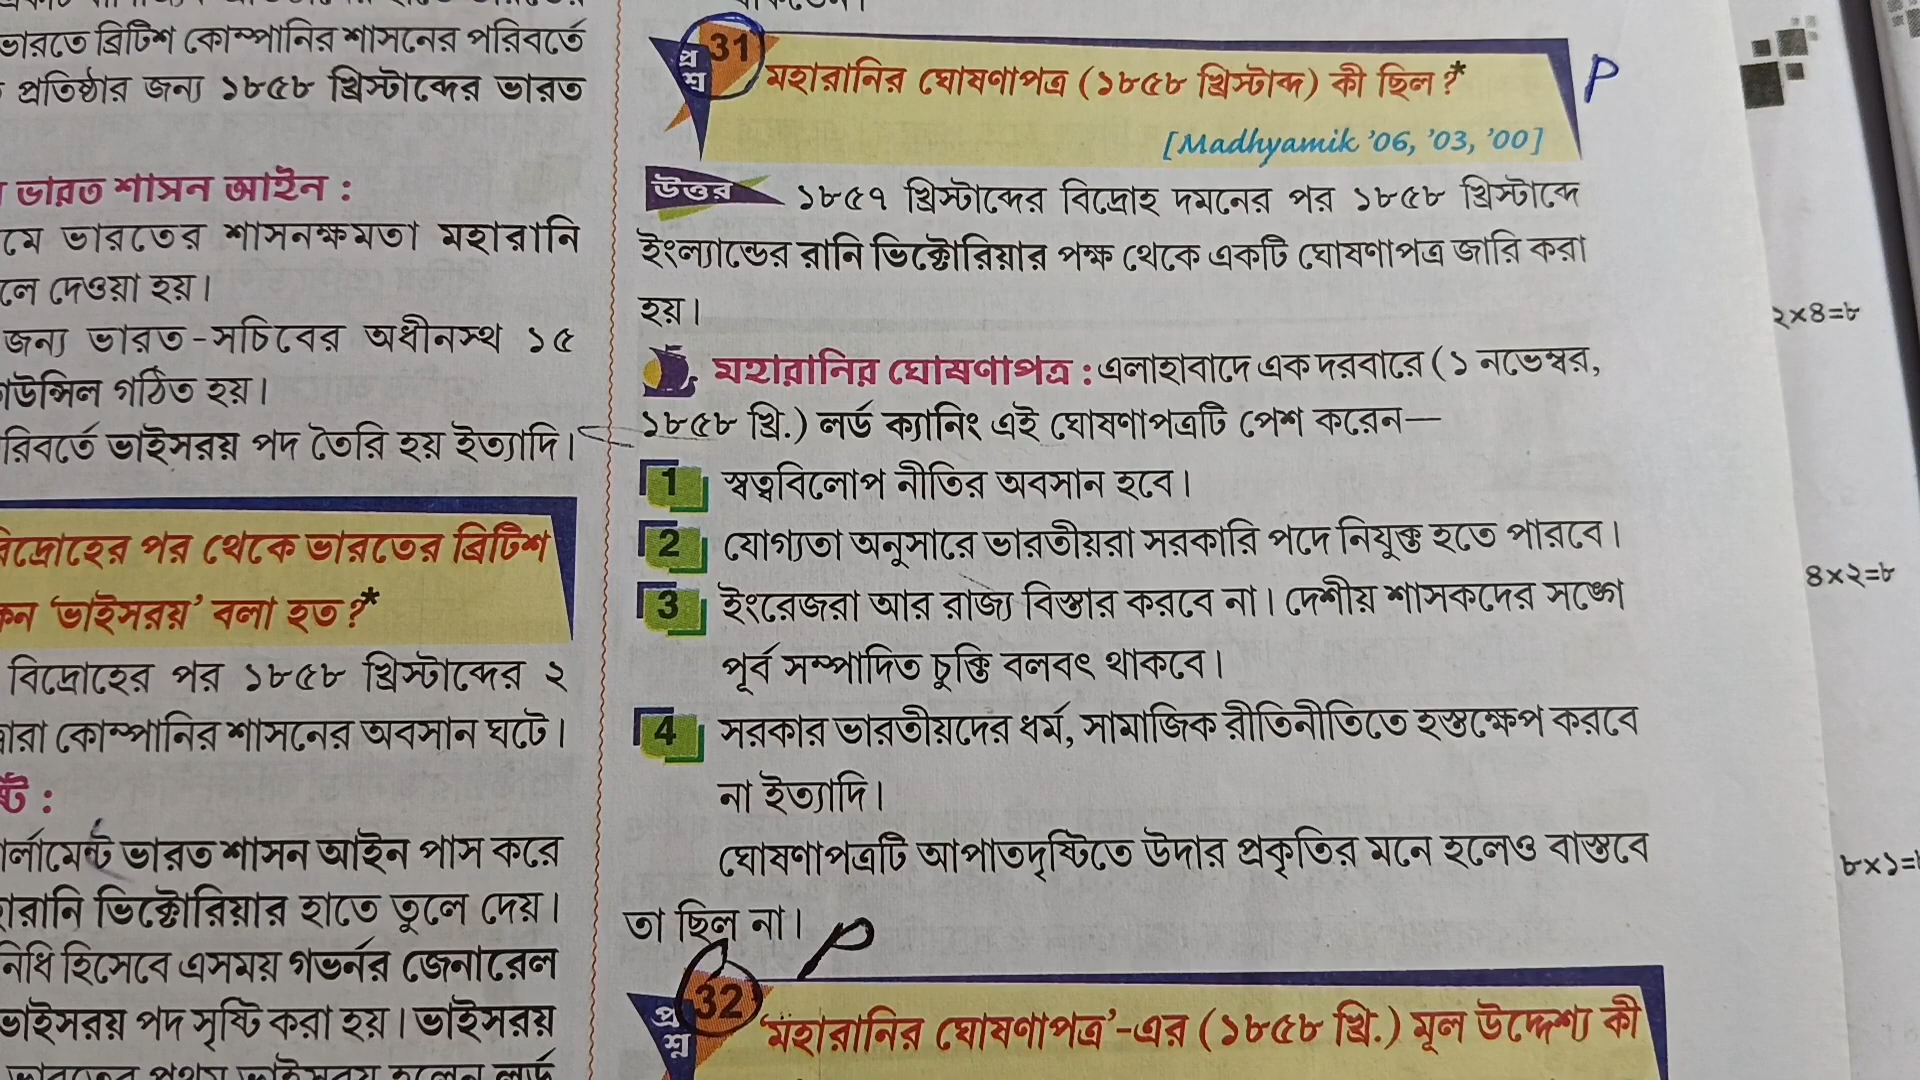 ভারতে ব্রিটিশ কোম্পানির শাসনের পরিবর্তে
প্রতিষ্ঠার জন্য ১৮৫৮ খ্রিস্টাব্দের ভারত
ভারত শাসন আইন :
ভারতের শাসনক্ষমতা মহারানি
দেওয়া হয়।
জন্য ভারত-সচিবের অধীনস্থ ১৫
গঠিত হয়।
ভাইসরয় পদ তৈরি হয় ইত্যাদি।
পর থেকে ভারতের ব্রিটিশ
'ভাইসরয়' বলা হত?*
বিদ্রোহের পর ১৮৫৮ খ্রিস্টাব্দের ২
কোম্পানির শাসনের অবসান ঘটে।
ভারত শাসন আইন পাস করে
ভিক্টোরিয়ার হাতে তুলে দেয়।
হিসেবে এসময় গভর্নর জেনারেল
ভাইসরয় পদ সৃষ্টি করা হয়। ভাইসরয়
প্রশ্ন 31
মহারানির ঘোষণাপত্র (১৮৫৮ খ্রিস্টাব্দ) কী ছিল?*
P
[Madhyamik '06, '03, '00]
উত্তর ১৮৫৭ খ্রিস্টাব্দের বিদ্রোহ দমনের পর ১৮৫৮ খ্রিস্টাব্দে
ইংল্যান্ডের রানি ভিক্টোরিয়ার পক্ষ থেকে একটি ঘোষণাপত্র জারি করা
হয়।
মহারানির ঘোষণাপত্র : এলাহাবাদে এক দরবারে (১ নভেম্বর,
১৮৫৮ খ্রি.) লর্ড ক্যানিং এই ঘোষণাপত্রটি পেশ করেন—
1 স্বত্ববিলোপ নীতির অবসান হবে।
2 যোগ্যতা অনুসারে ভারতীয়রা সরকারি পদে নিযুক্ত হতে পারবে।
3 ইংরেজরা আর রাজ্য বিস্তার করবে না। দেশীয় শাসকদের সঙ্গে
পূর্ব সম্পাদিত চুক্তি বলবৎ থাকবে।
4 সরকার ভারতীয়দের ধর্ম, সামাজিক রীতিনীতিতে হস্তক্ষেপ করবে
না ইত্যাদি।
ঘোষণাপত্রটি আপাতদৃষ্টিতে উদার প্রকৃতির মনে হলেও বাস্তবে
তা ছিল না।
P
প্রশ্ন 32
'মহারানির ঘোষণাপত্র'-এর (১৮৫৮ খ্রি.) মূল উদ্দেশ্য কী
২×৪=৮
৪×২=৮